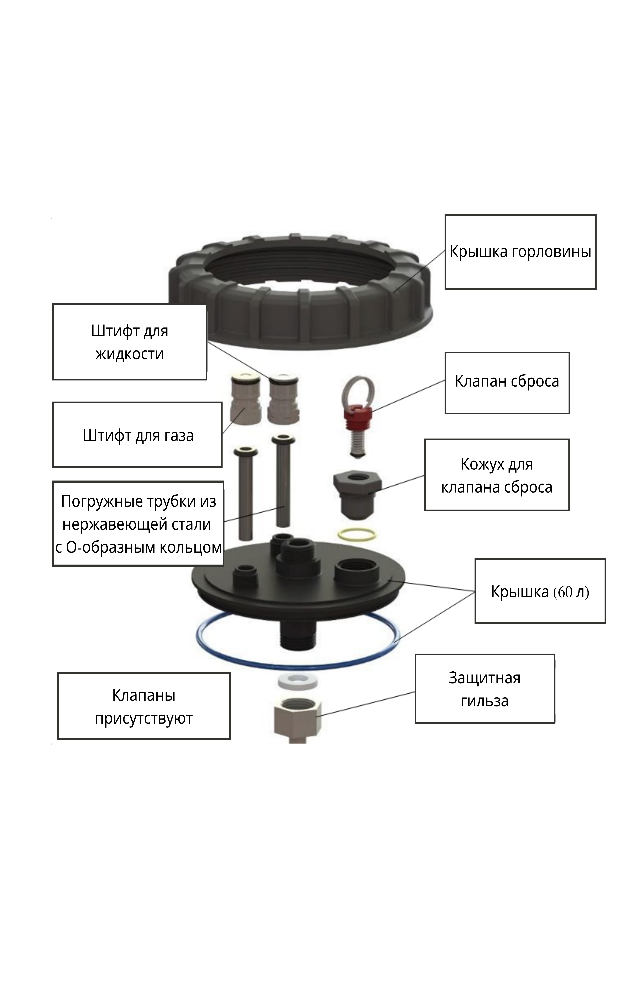 Крышка горловины
Штифт для
жидкости
Клапан сброса
Штифт для газа
Кожух для
клапана сброса
Погружные трубки из
нержавеющей стали
с О-образным кольцом
Крышка (60 л)
Защитная
гильза
Клапаны
присутствуют